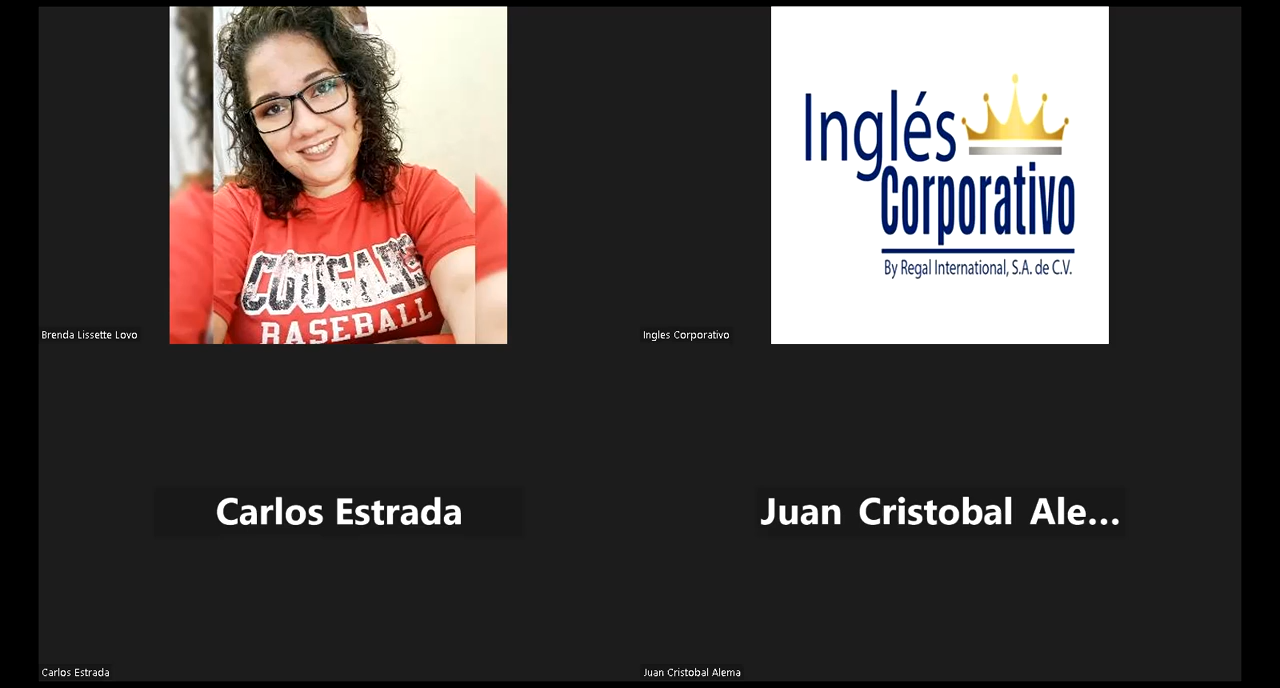 COUGARS
BASEBALL
Brenda Lissette Lovo
Inglés
Corporativo
By Regal International, S.A. de C.V.
Ingles Corporativo
Carlos Estrada
Carlos Estrada
Juan Cristobal Ale...
Juan Cristobal Alema